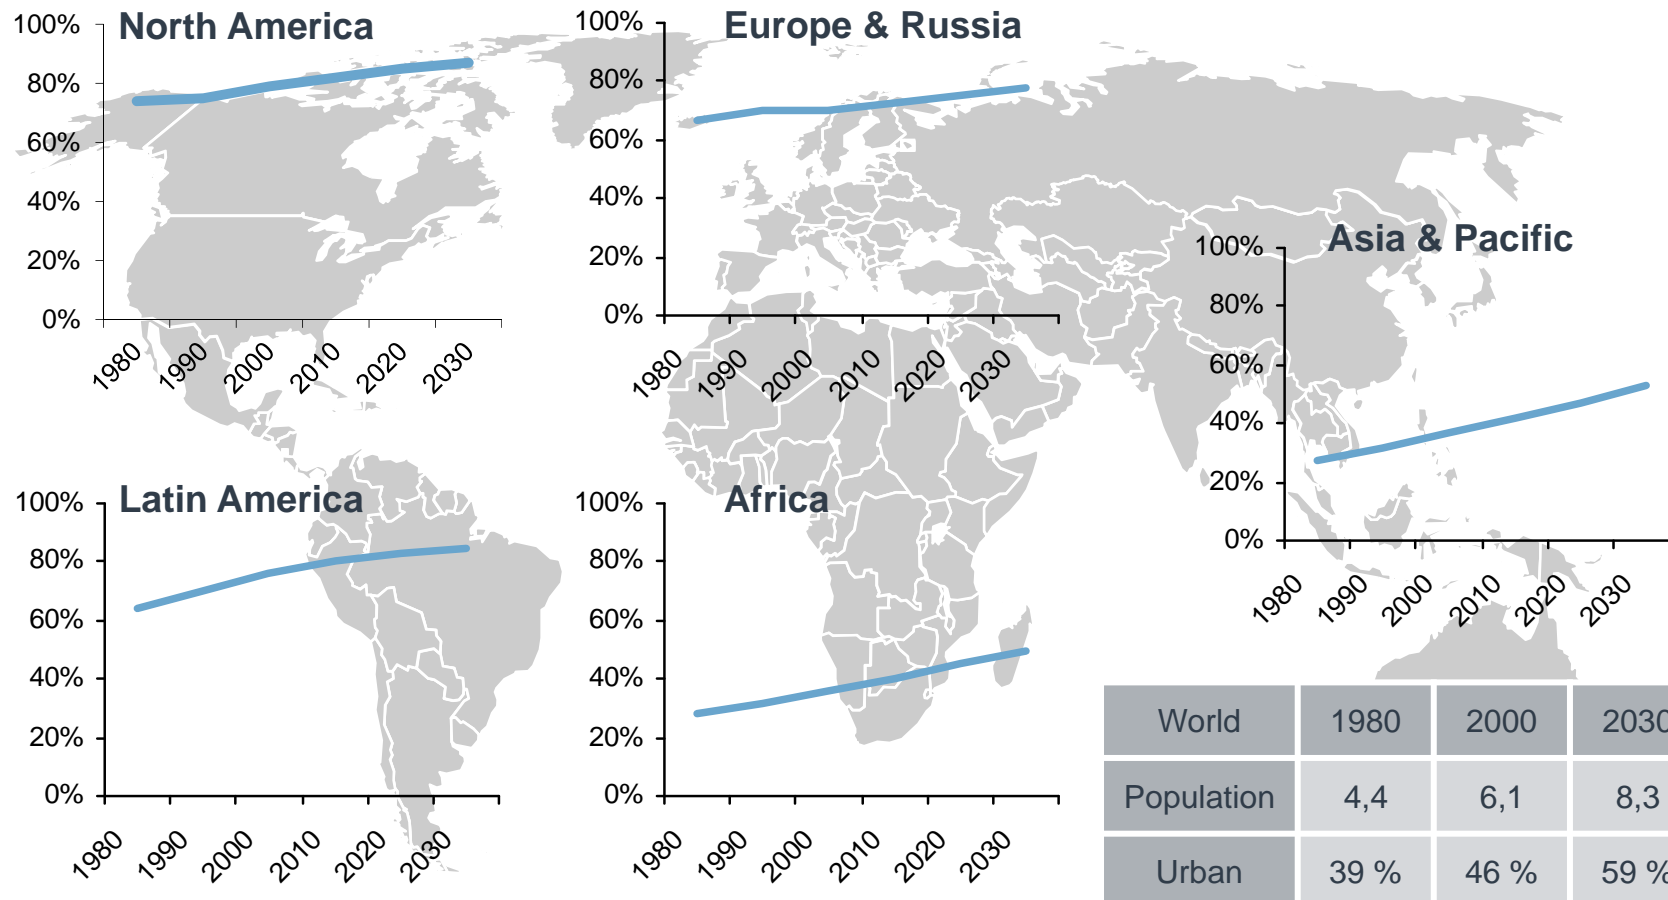 North America
100%
80%
60%
40%
20%
0%
1980 1990 2000 2010 2020 2030
Europe & Russia
100%
80%
60%
40%
20%
0%
1980 1990 2000 2010 2020 2030
Asia & Pacific
100%
80%
60%
40%
20%
0%
1980 1990 2000 2010 2020 2030
Latin America
100%
80%
60%
40%
20%
0%
1980 1990 2000 2010 2020 2030
Africa
100%
80%
60%
40%
20%
0%
1980 1990 2000 2010 2020 2030
World 1980 2000 2030
Population 4,4 6,1 8,3
Urban 39 % 46 % 59 %